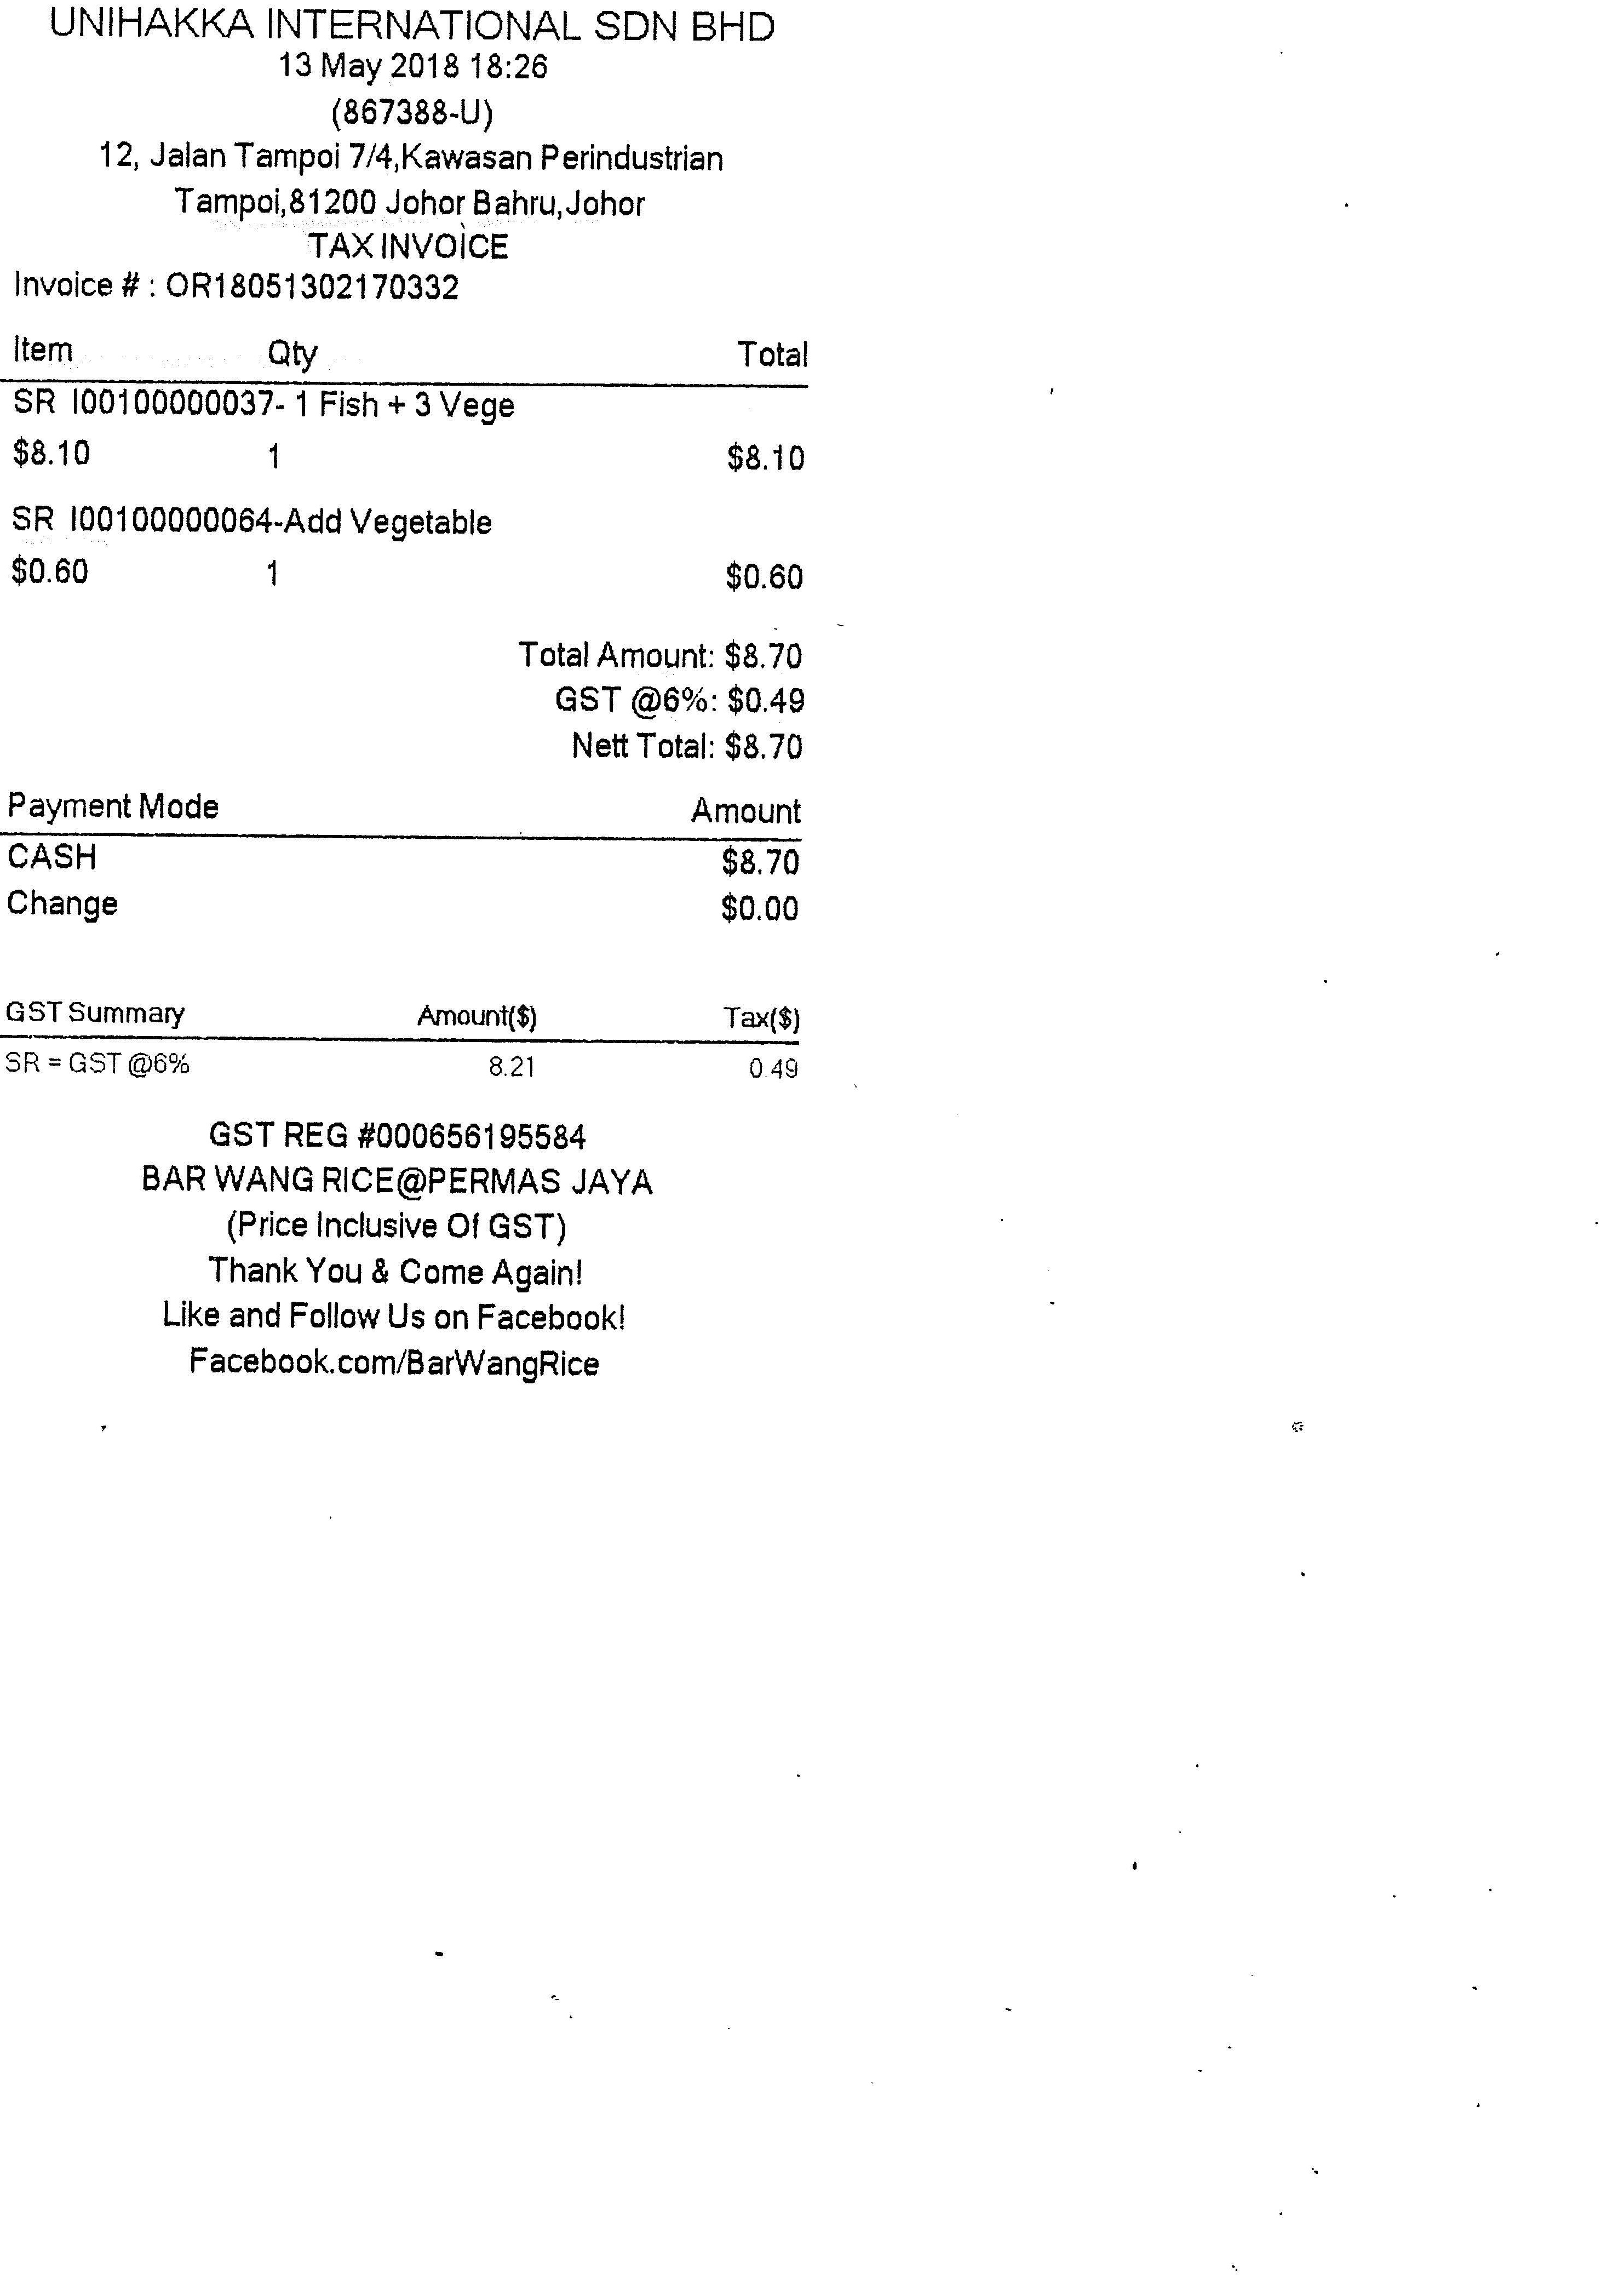 UNIHAKKA INTERNATIONAL SDN BHD
13 May 2018 18:26
(867388-U)
12, Jalan Tampoi 7/4,Kawasan Perindustrian
Tampoi,81200 Johor Bahru,Johor
TAX INVOICE
Invoice # : OR18051302170332
Item Qty Total
SR I00100000037- 1 Fish + 3 Vege
$8.10 1 $8.10
SR I00100000064-Add Vegetable
$0.60 1 $0.60
Total Amount: $8.70
GST @6%: $0.49
Nett Total: $8.70
Payment Mode Amount
CASH $8.70
Change $0.00
GST Summary Amount($) Tax($)
SR = GST @6% 8.21 0.49
GST REG #000656195584
BAR WANG RICE@PERMAS JAYA
(Price Inclusive Of GST)
Thank You & Come Again!
Like and Follow Us on Facebook!
Facebook.com/BarWangRice